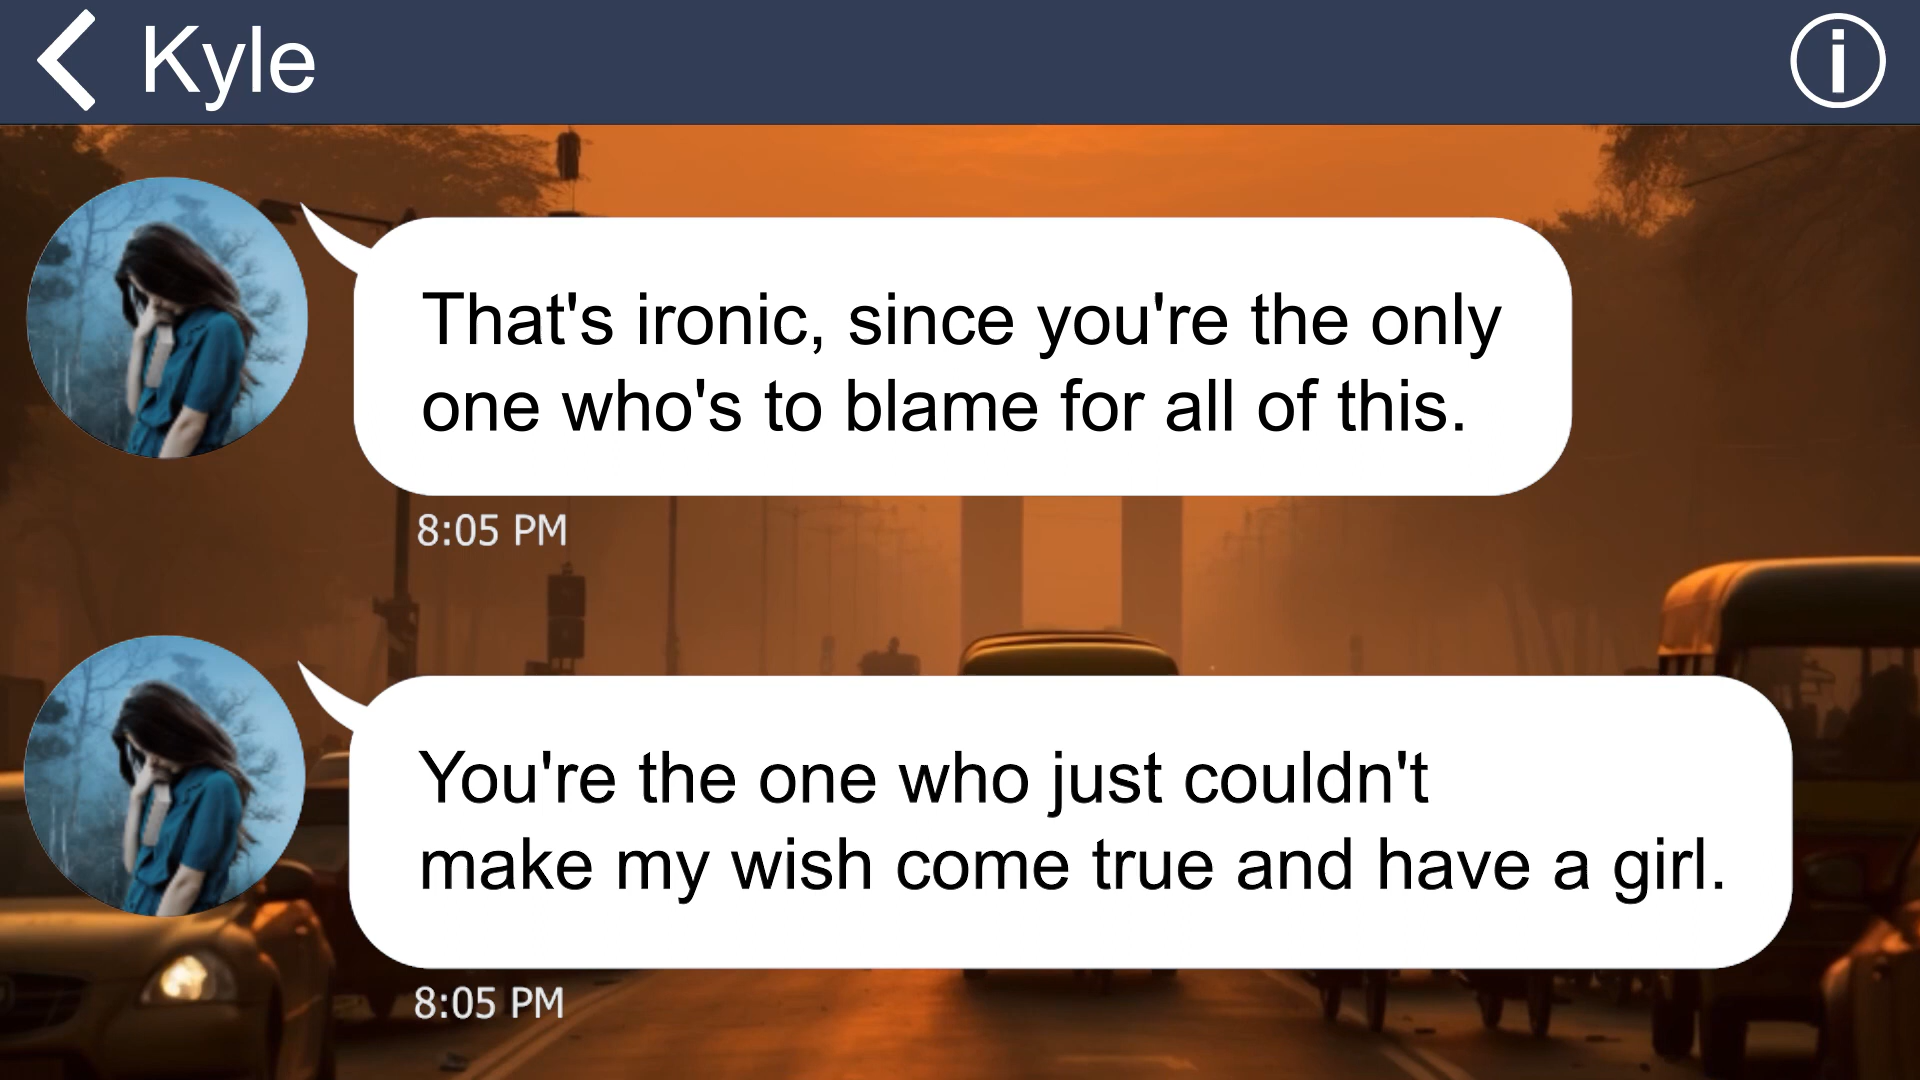 Kyle
That's ironic, since you're the only
one who's to blame for all of this.
8:05 PM
You're the one who just couldn't
make my wish come true and have a girl.
8:05 PM